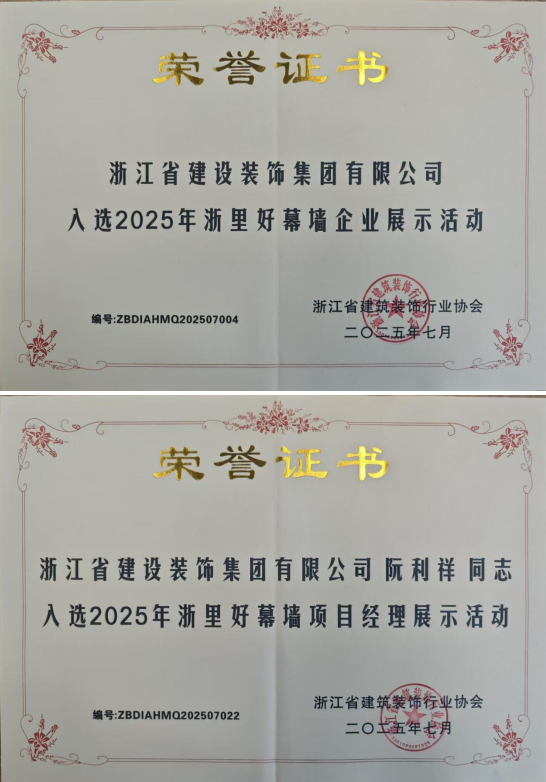 荣誉证书
浙江省建设装饰集团有限公司
入选2025年浙里好幕墙企业展示活动
编号:ZBDIAHMQ202507004
浙江省建筑装饰行业协会
二〇二五年七月
荣誉证书
浙江省建设装饰集团有限公司 阮利祥 同志
入选2025年浙里好幕墙项目经理展示活动
编号:ZBDIAHMQ202507022
浙江省建筑装饰行业协会
二〇二五年七月